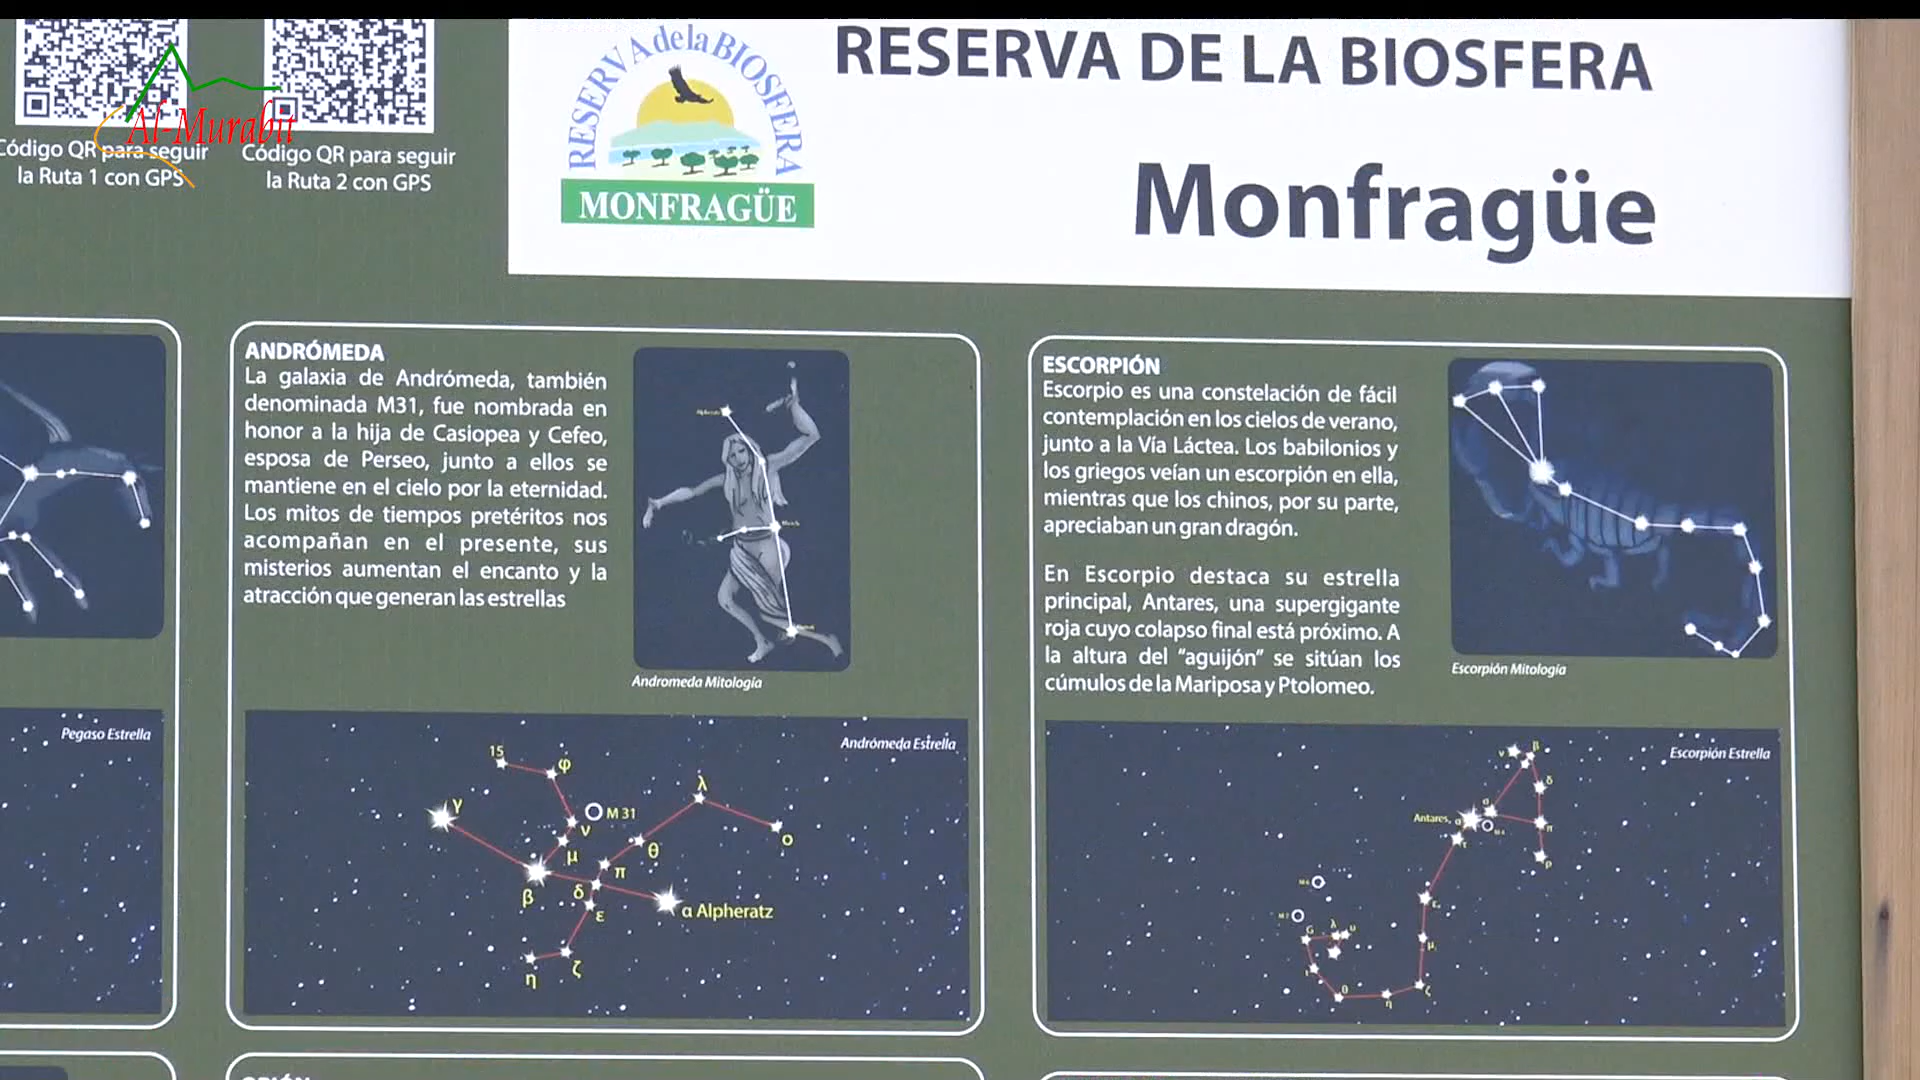 Al-Murabit
Código QR para seguir
la Ruta 1 con GPS
Código QR para seguir
la Ruta 2 con GPS
RESERVA de la BIOSFERA
MONFRAGÜE
RESERVA DE LA BIOSFERA
Monfragüe
Pegaso Estrella
ANDRÓMEDA
La galaxia de Andrómeda, también
denominada M31, fue nombrada en
honor a la hija de Casiopea y Cefeo,
esposa de Perseo, junto a ellos se
mantiene en el cielo por la eternidad.
Los mitos de tiempos pretéritos nos
acompañan en el presente, sus
misterios aumentan el encanto y la
atracción que generan las estrellas
Andromeda Mitología
Andrómeda Estrella
15
φ
γ
M 31
λ
ν
ο
μ
θ
π
β
δ
ε
α Alpheratz
η
ζ
ESCORPIÓN
Escorpio es una constelación de fácil
contemplación en los cielos de verano,
junto a la Vía Láctea. Los babilonios y
los griegos veían un escorpión en ella,
mientras que los chinos, por su parte,
apreciaban un gran dragón.
En Escorpio destaca su estrella
principal, Antares, una supergigante
roja cuyo colapso final está próximo. A
la altura del "aguijón" se sitúan los
cúmulos de la Mariposa y Ptolomeo.
Escorpión Mitología
Escorpión Estrella
ν
β
δ
σ
Antares, α
M 4
π
τ
ρ
M 6
ε
M 7
G
λ
υ
μ
ι
θ
η
ζ